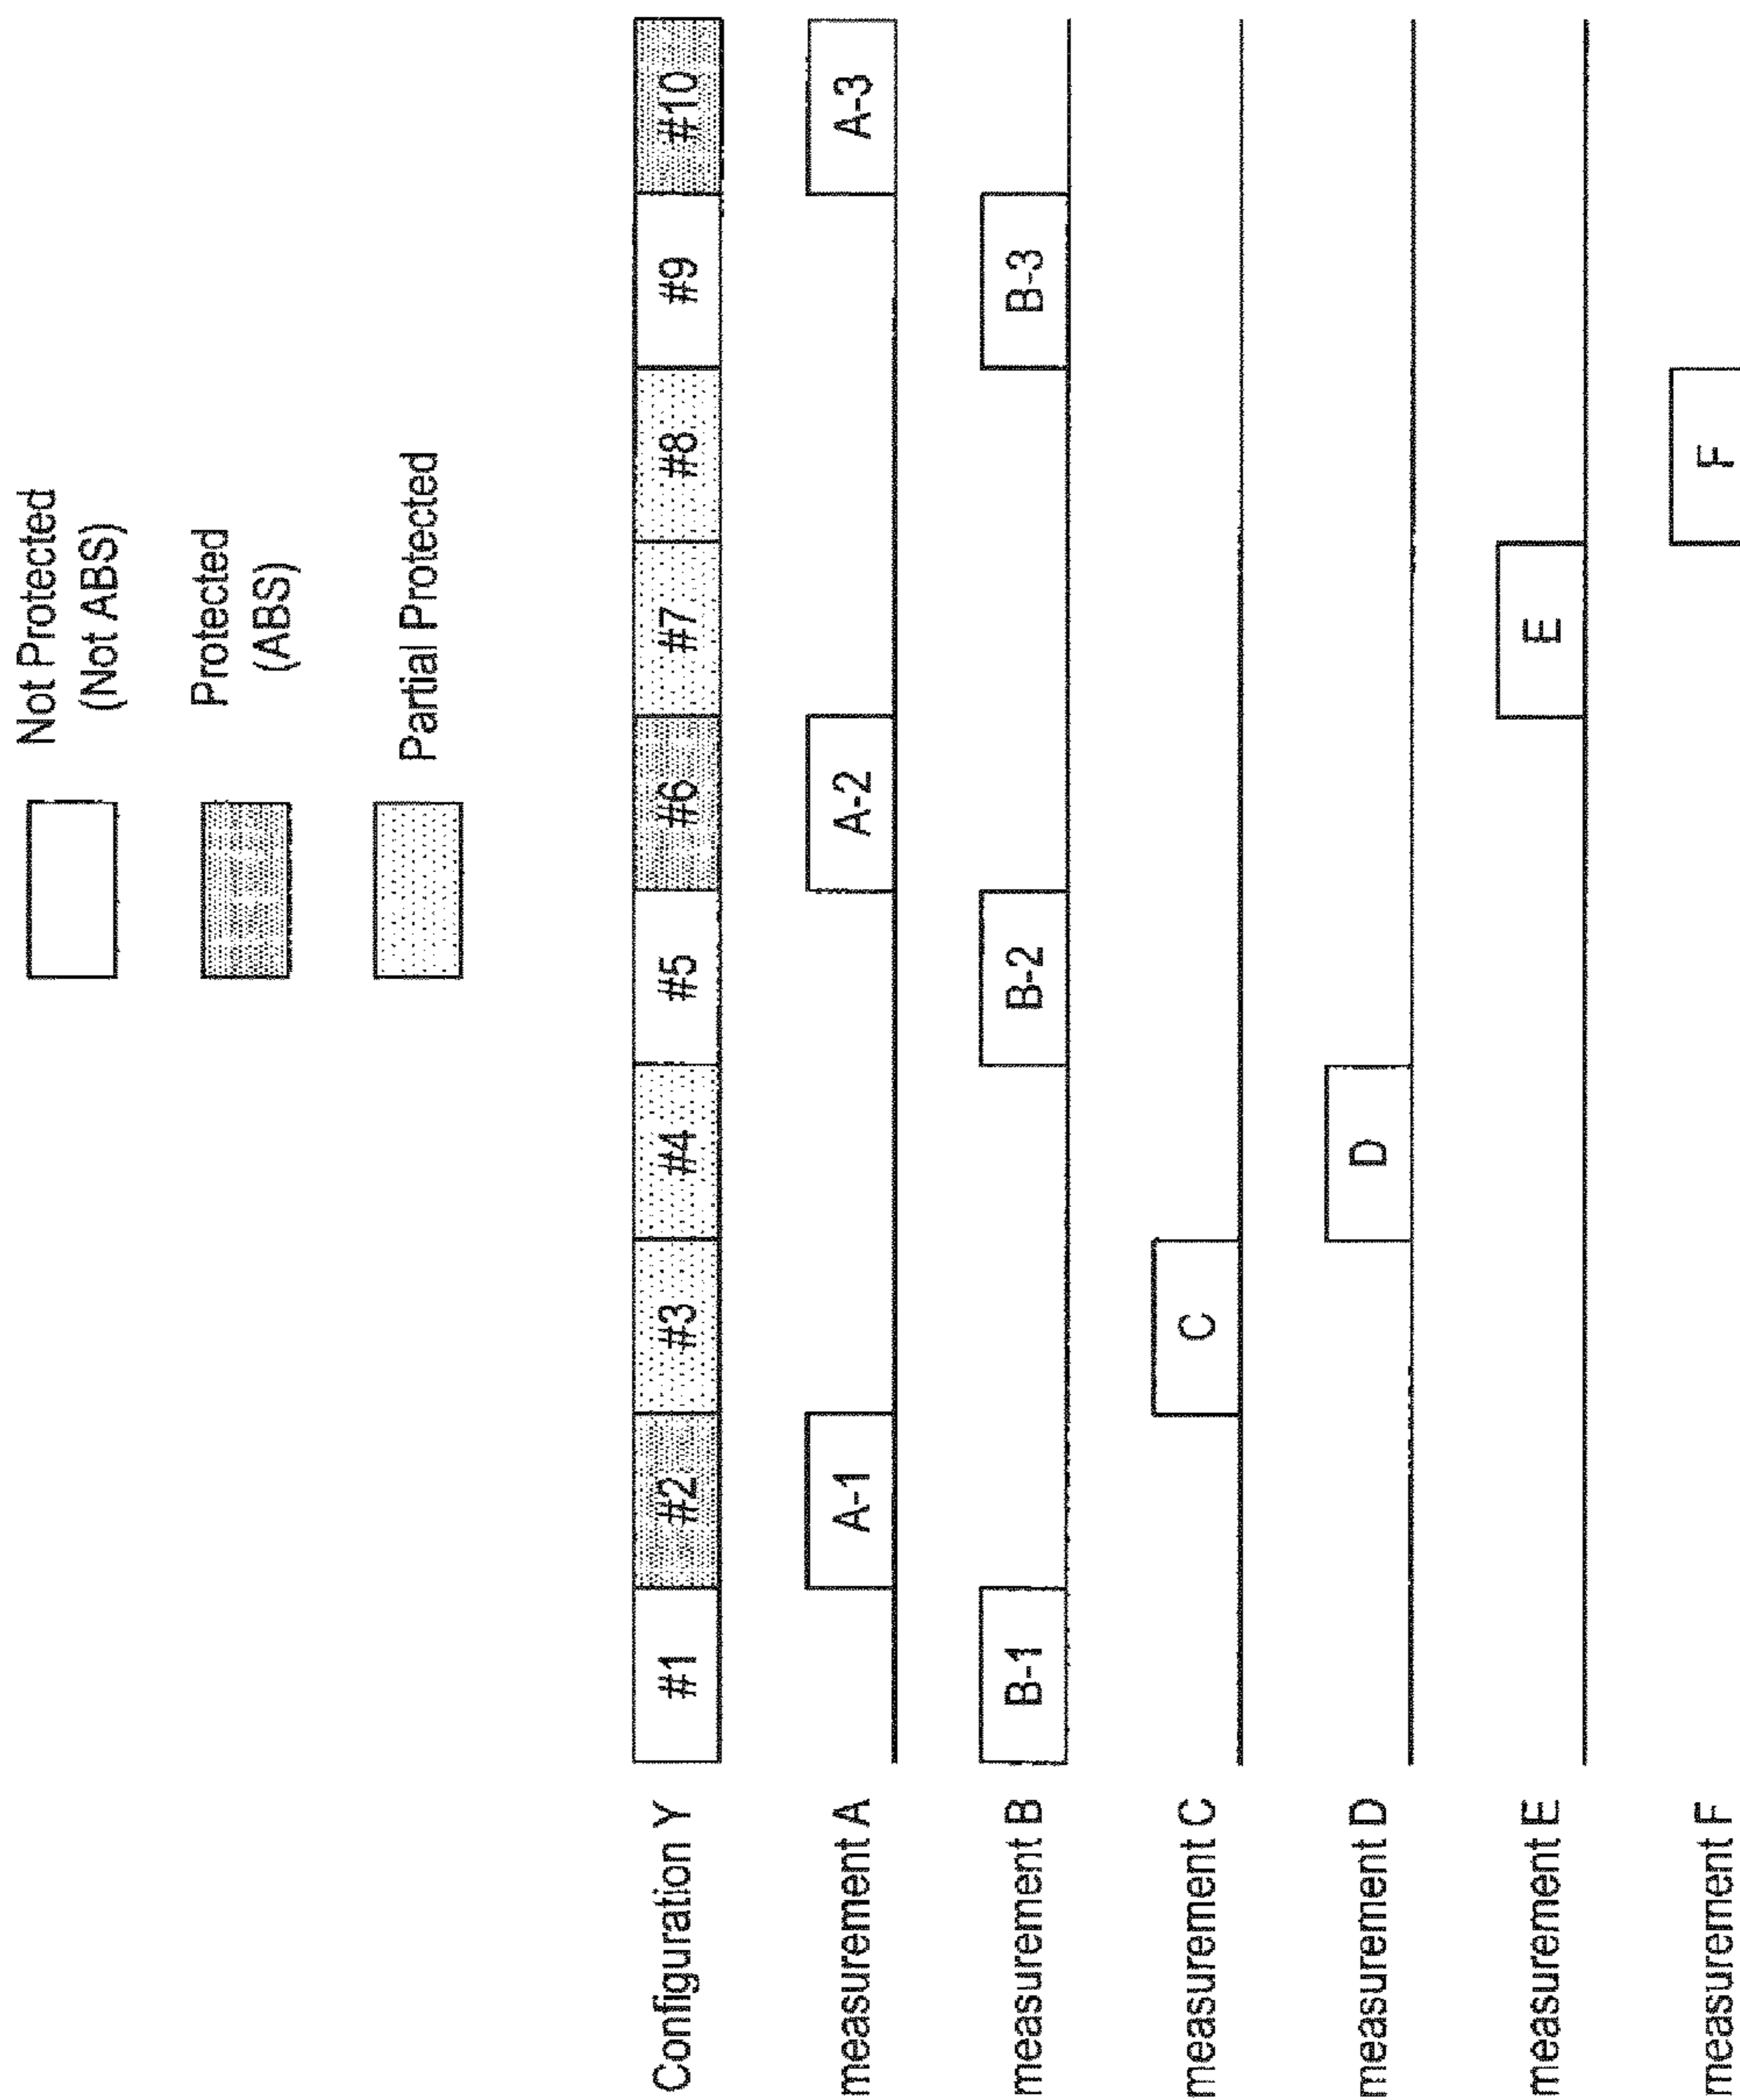 Not Protected
(Not ABS)
Protected
(ABS)
Partial Protected
Configuration Y #1 #2 #3 #4 #5 #6 #7 #8 #9 #10
measurement A A-1 A-2 A-3
measurement B B-1 B-2 B-3
measurement C C
measurement D D
measurement E E
measurement F F